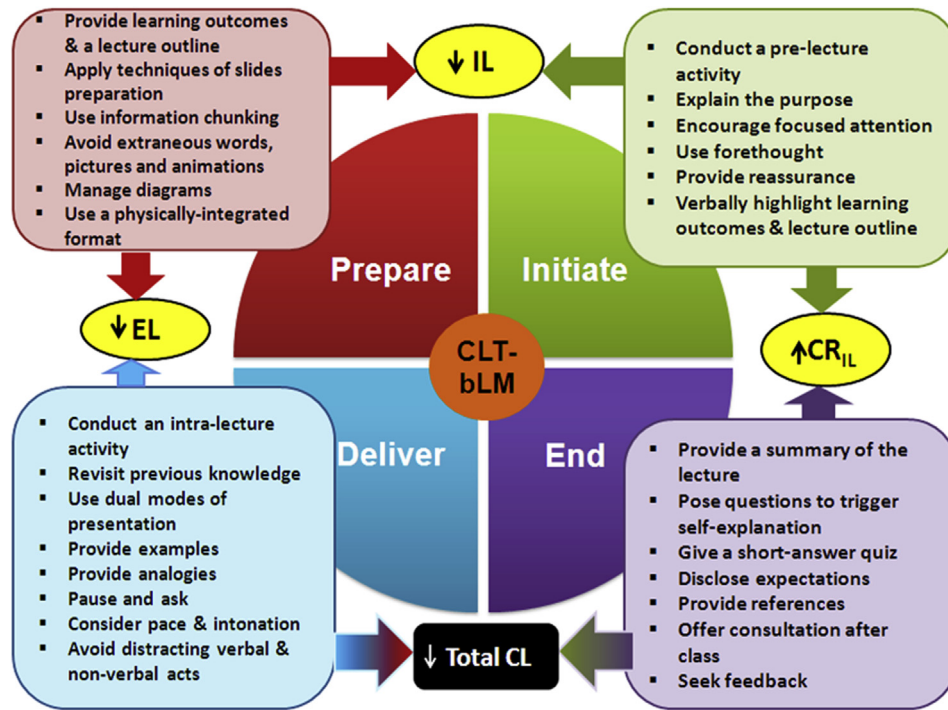 ▪ Provide learning outcomes
& a lecture outline
▪ Apply techniques of slides
preparation
▪ Use information chunking
▪ Avoid extraneous words,
pictures and animations
▪ Manage diagrams
▪ Use a physically-integrated
format
↓ IL
▪ Conduct a pre-lecture
activity
▪ Explain the purpose
▪ Encourage focused attention
▪ Use forethought
▪ Provide reassurance
▪ Verbally highlight learning
outcomes & lecture outline
Prepare
Initiate
↓ EL
CLT-
bLM
↑CRIL
Deliver
End
▪ Conduct an intra-lecture
activity
▪ Revisit previous knowledge
▪ Use dual modes of
presentation
▪ Provide examples
▪ Provide analogies
▪ Pause and ask
▪ Consider pace & intonation
▪ Avoid distracting verbal &
non-verbal acts
▪ Provide a summary of the
lecture
▪ Pose questions to trigger
self-explanation
▪ Give a short-answer quiz
▪ Disclose expectations
▪ Provide references
▪ Offer consultation after
class
▪ Seek feedback
↓ Total CL